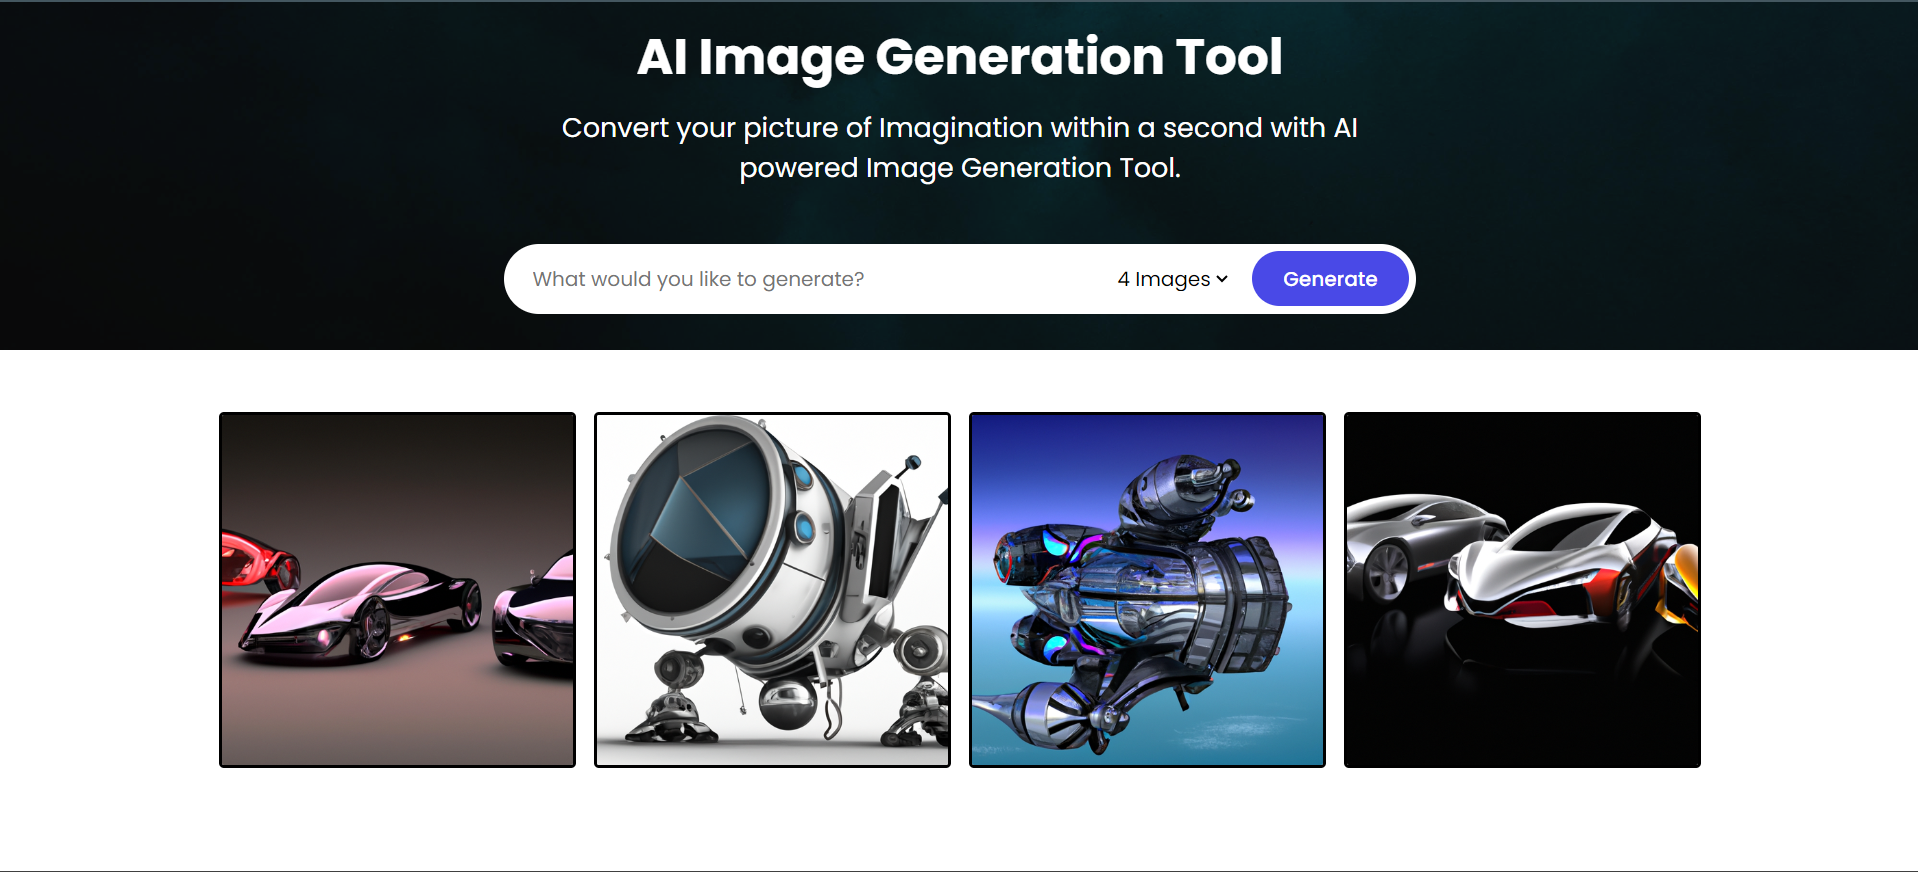 AI Image Generation Tool
Convert your picture of Imagination within a second with AI
powered Image Generation Tool.
What would you like to generate?
4 Images
Generate